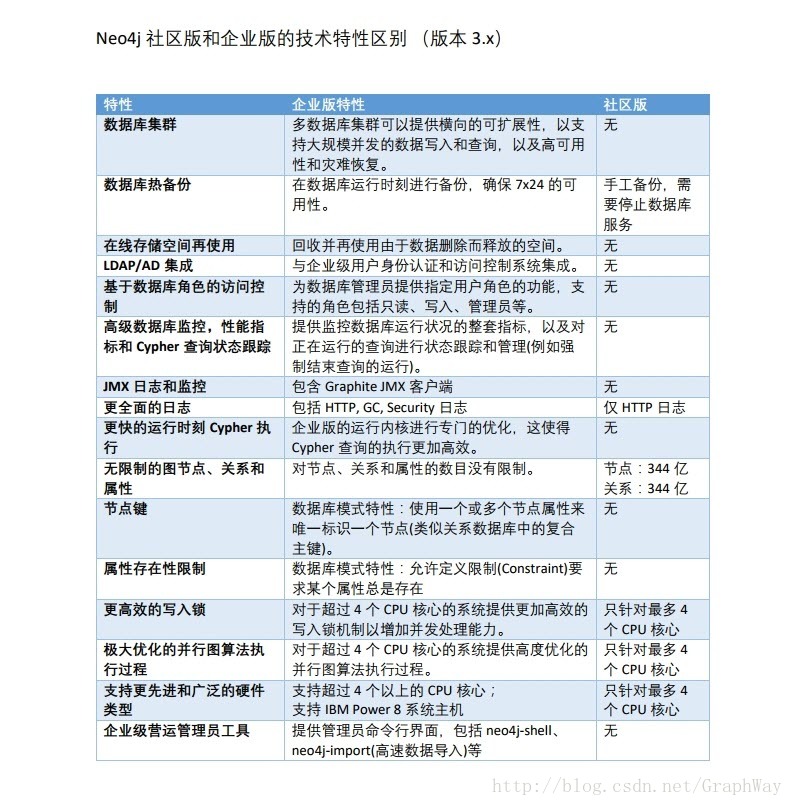 Neo4j 社区版和企业版的技术特性区别 （版本 3.x）
特性 企业版特性 社区版
数据库集群 多数据库集群可以提供横向的可扩展性，以支 无
持大规模并发的数据写入和查询，以及高可用
性和灾难恢复。
数据库热备份 在数据库运行时刻进行备份，确保 7x24 的可 手工备份，需
用性。 要停止数据库
服务
在线存储空间再使用 回收并再使用由于数据删除而释放的空间。 无
LDAP/AD 集成 与企业级用户身份认证和访问控制系统集成。 无
基于数据库角色的访问控 为数据库管理员提供指定用户角色的功能，支 无
制 持的角色包括只读、写入、管理员等。
高级数据库监控，性能指 提供监控数据库运行状况的整套指标，以及对 无
标和 Cypher 查询状态跟踪 正在运行的查询进行状态跟踪和管理(例如强
制结束查询的运行)。
JMX 日志和监控 包含 Graphite JMX 客户端 无
更全面的日志 包括 HTTP, GC, Security 日志 仅 HTTP 日志
更快的运行时刻 Cypher 执 企业版的运行内核进行专门的优化，这使得 无
行 Cypher 查询的执行更加高效。
无限制的图节点、关系和 对节点、关系和属性的数目没有限制。 节点：344 亿
属性 关系：344 亿
节点键 数据库模式特性：使用一个或多个节点属性来 无
唯一标识一个节点(类似关系数据库中的复合
主键)。
属性存在性限制 数据库模式特性：允许定义限制(Constraint)要 无
求某个属性总是存在
更高效的写入锁 对于超过 4 个 CPU 核心的系统提供更加高效的 只针对最多 4
写入锁机制以增加并发处理能力。 个 CPU 核心
极大优化的并行图算法执 对于超过 4 个 CPU 核心的系统提供高度优化的 只针对最多 4
行过程 并行图算法执行过程。 个 CPU 核心
支持更先进和广泛的硬件 支持超过 4 个以上的 CPU 核心； 只针对最多 4
类型 支持 IBM Power 8 系统主机 个 CPU 核心
企业级营运管理员工具 提供管理员命令行界面，包括 neo4j-shell、 无
neo4j-import(高速数据导入)等
http://blog.csdn.net/GraphWay